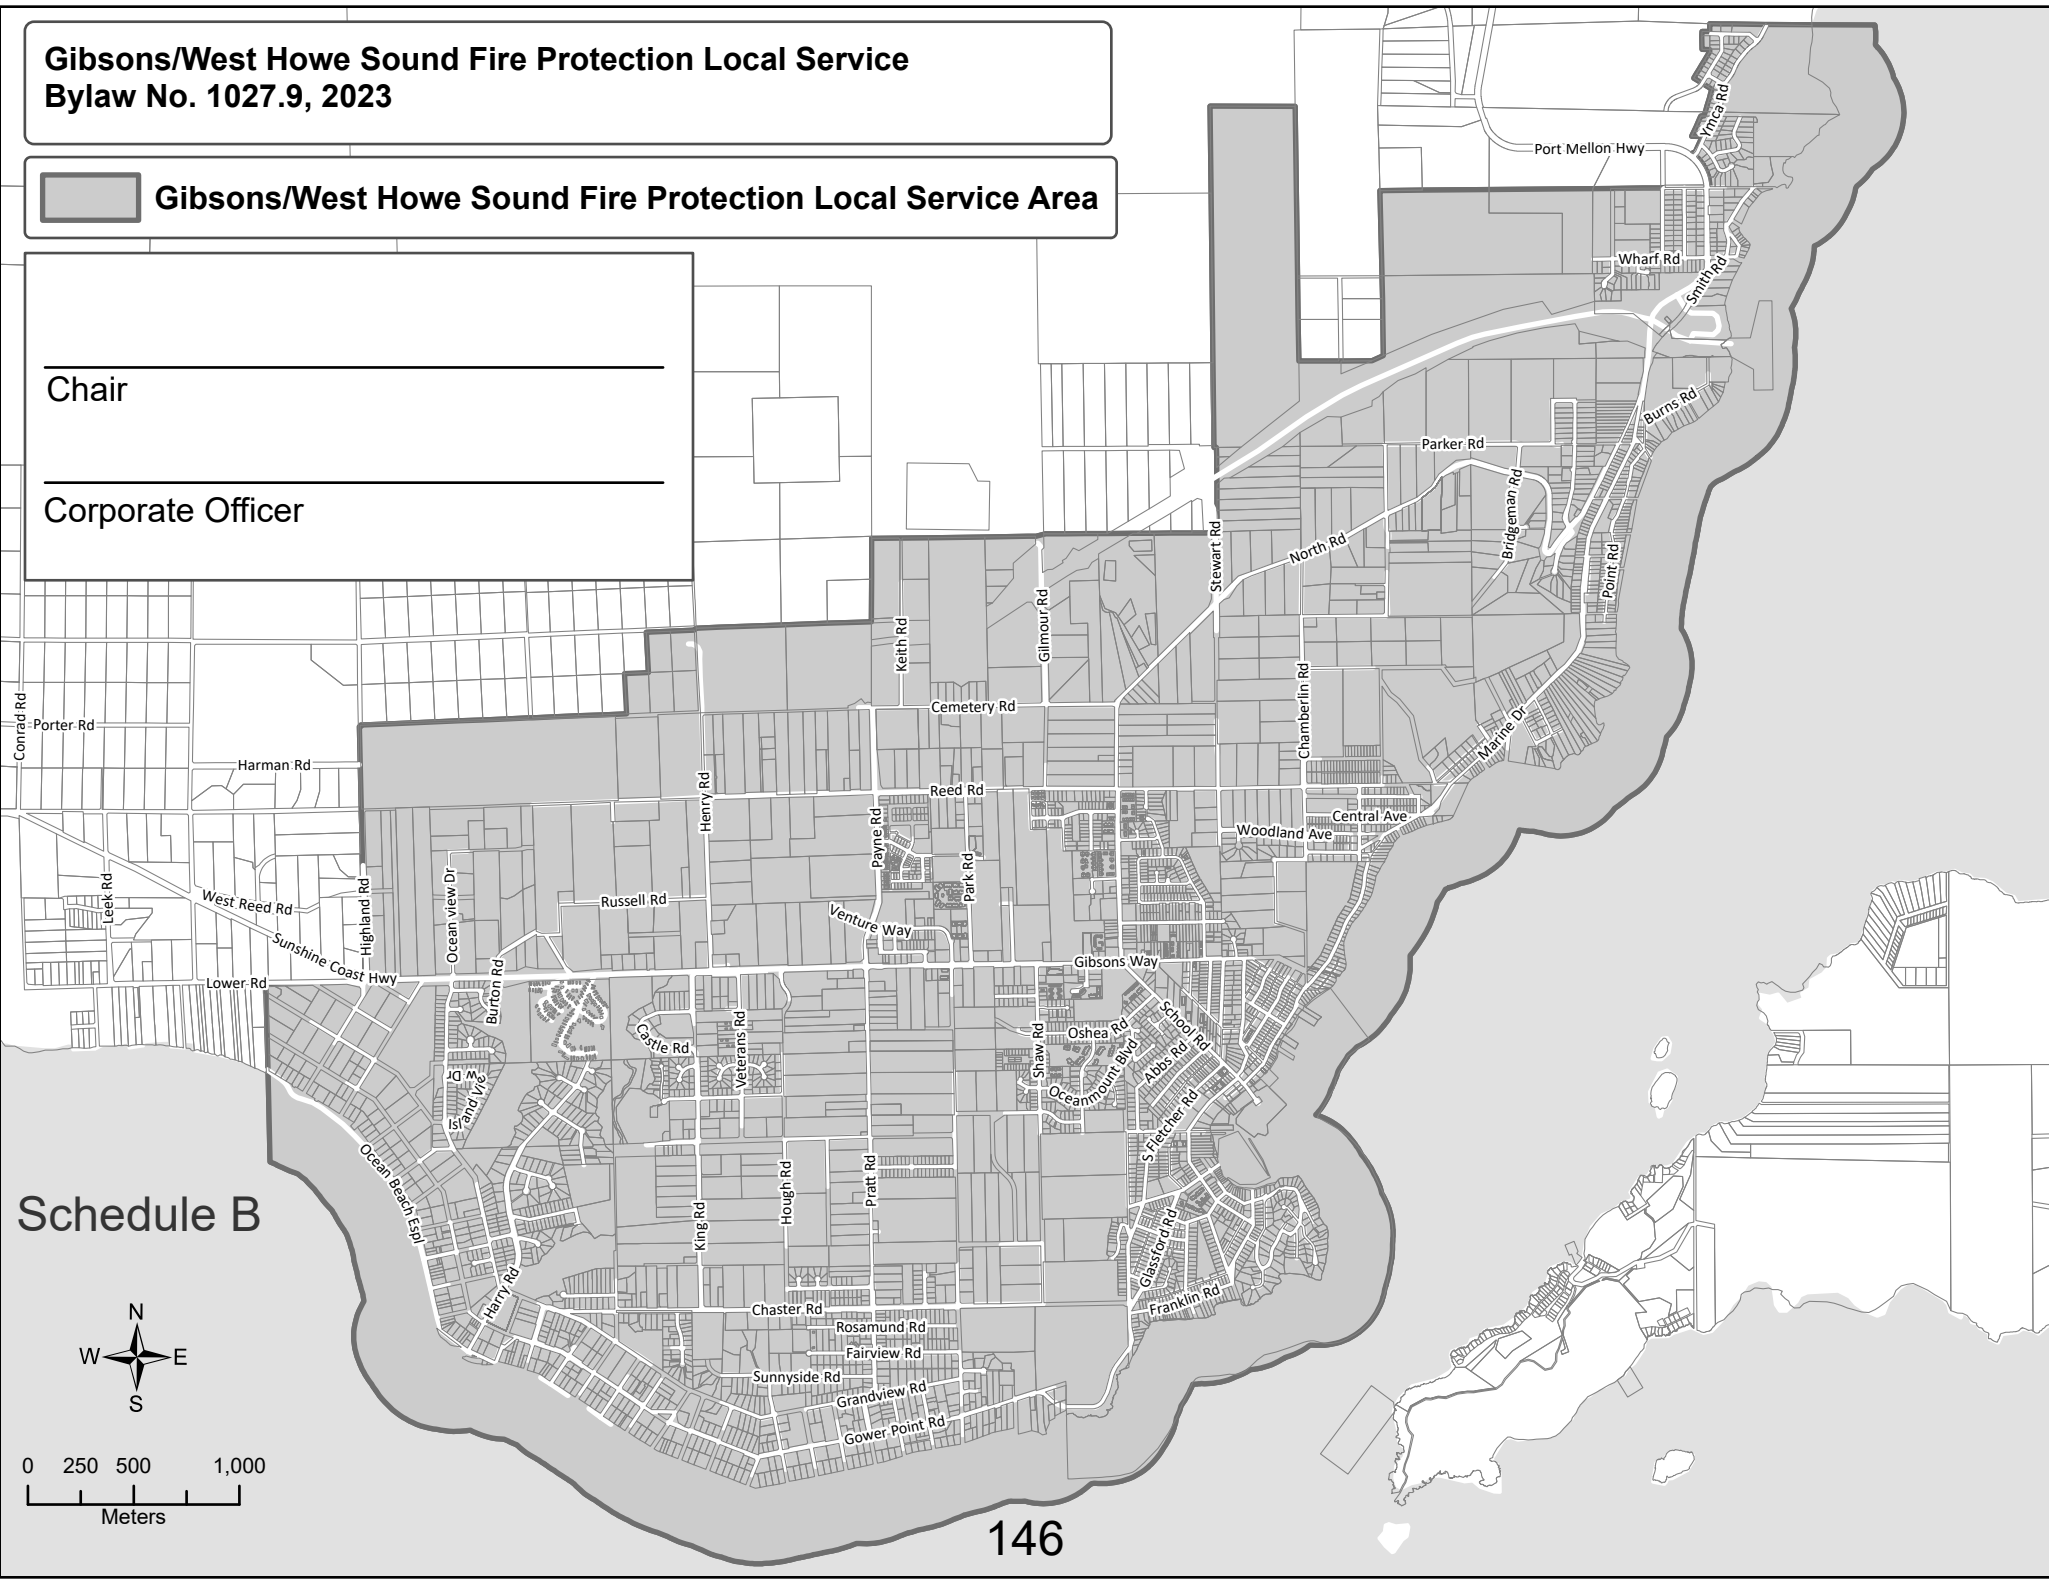 Gibsons/West Howe Sound Fire Protection Local Service
Bylaw No. 1027.9, 2023
Gibsons/West Howe Sound Fire Protection Local Service Area
Chair
Corporate Officer
Ymca Rd
Port Mellon Hwy
Wharf Rd
Smith Rd
Burns Rd
Parker Rd
Bridgeman Rd
North Rd
Stewart Rd
Point Rd
Gilmour Rd
Keith Rd
Chamberlin Rd
Cemetery Rd
Marine Dr
Conrad Rd
Porter Rd
Harman Rd
Henry Rd
Reed Rd
Payne Rd
Central Ave
Woodland Ave
Park Rd
Leek Rd
West Reed Rd
Highland Rd
Ocean view Dr
Russell Rd
Venture Way
Sunshine Coast Hwy
Lower Rd
Burton Rd
Gibsons Way
School Rd
Castle Rd
Veterans Rd
Shaw Rd
Oshea Rd
Abbs Rd
Oceanmount Blvd
Island View Dr
S Fletcher Rd
Ocean Beach Espl
Hough Rd
Pratt Rd
King Rd
Glassford Rd
Harry Rd
Franklin Rd
Chaster Rd
Rosamund Rd
Fairview Rd
Sunnyside Rd
Grandview Rd
Gower Point Rd
Schedule B
N
W E
S
0 250 500 1,000
Meters
146